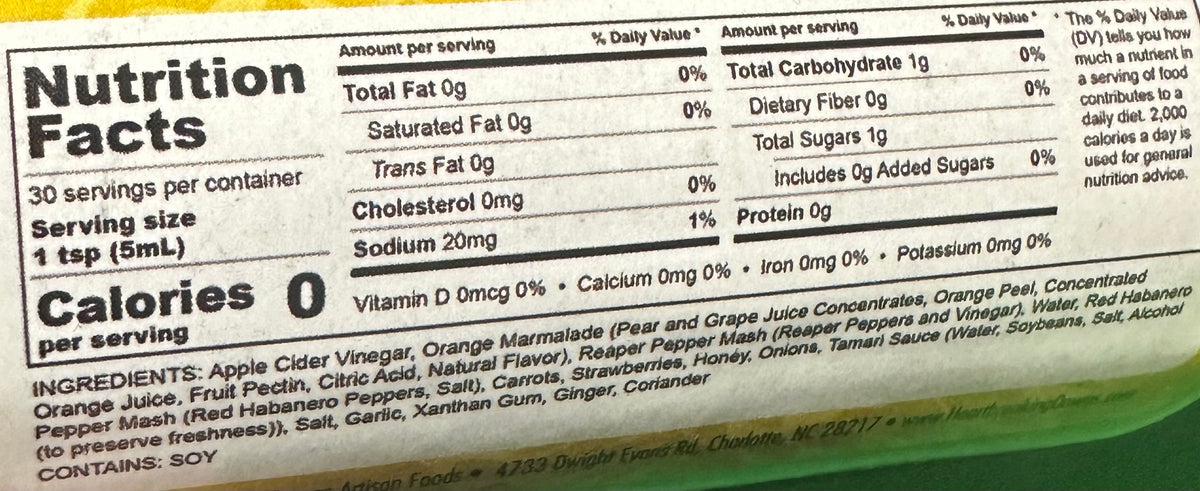 Nutrition
Facts
30 servings per container
Serving size
1 tsp (5mL)
Calories 0
per serving
Amount per serving % Daily Value *
Total Fat 0g 0%
Saturated Fat 0g 0%
Trans Fat 0g
Cholesterol 0mg 0%
Sodium 20mg 1%
Amount per serving % Daily Value *
Total Carbohydrate 1g 0%
Dietary Fiber 0g 0%
Total Sugars 1g
Includes 0g Added Sugars 0%
Protein 0g
Vitamin D 0mcg 0% • Calcium 0mg 0% • Iron 0mg 0% • Potassium 0mg 0%
* The % Daily Value
(DV) tells you how
much a nutrient in
a serving of food
contributes to a
daily diet. 2,000
calories a day is
used for general
nutrition advice.
INGREDIENTS: Apple Cider Vinegar, Orange Marmalade (Pear and Grape Juice Concentrates, Orange Peel, Concentrated
Orange Juice, Fruit Pectin, Citric Acid, Natural Flavor), Reaper Pepper Mash (Reaper Peppers and Vinegar), Water, Red Habanero
Pepper Mash (Red Habanero Peppers, Salt), Carrots, Strawberries, Honey, Onions, Tamari Sauce (Water, Soybeans, Salt, Alcohol
(to preserve freshness)), Salt, Garlic, Xanthan Gum, Ginger, Coriander
CONTAINS: SOY
Artisan Foods • 4733 Dwight Evans Rd, Charlotte, NC 28217 •